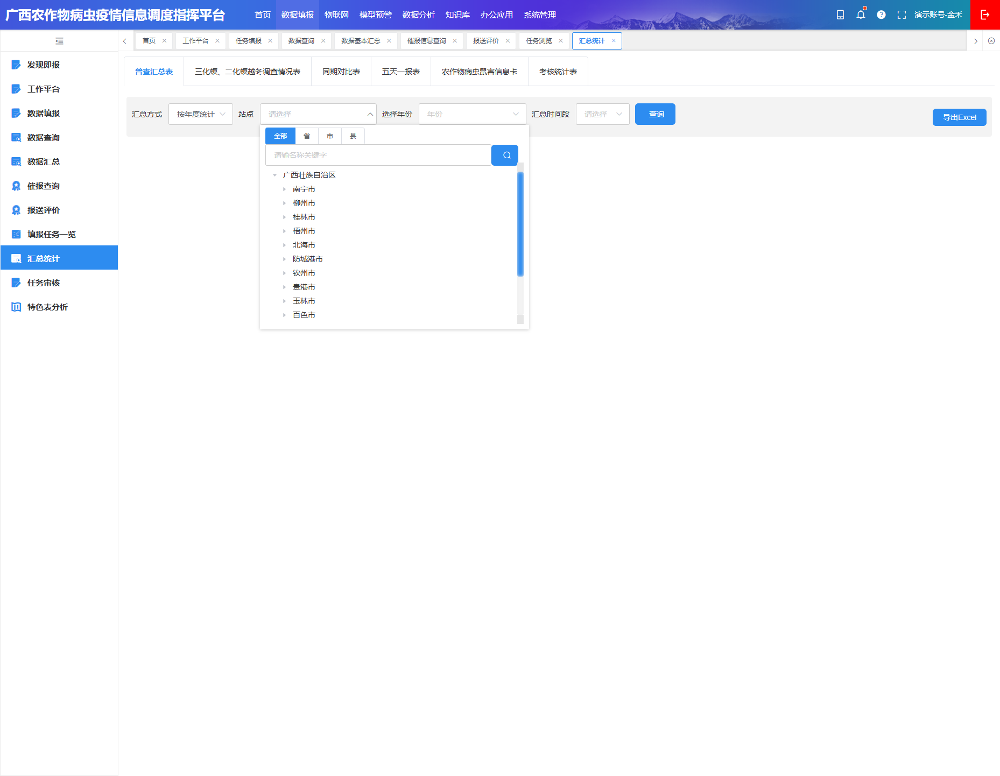 广西农作物病虫疫情信息调度指挥平台
首页 数据填报 物联网 模型预警 数据分析 知识库 办公应用 系统管理
演示账号-金禾
首页 工作平台 任务填报 数据查询 数据基本汇总 催报信息查询 报送评价 任务浏览 汇总统计
发现即报
工作平台
数据填报
数据查询
数据汇总
催报查询
报送评价
填报任务一览
汇总统计
任务审核
特色表分析
普查汇总表 三化螟、二化螟越冬调查情况表 同期对比表 五天一报表 农作物病虫鼠害信息卡 考核统计表
汇总方式 按年度统计 站点 请选择 选择年份 年份 汇总时间段 请选择 查询 导出Excel
全部 省 市 县
请输名称关键字
广西壮族自治区
南宁市
柳州市
桂林市
梧州市
北海市
防城港市
钦州市
贵港市
玉林市
百色市